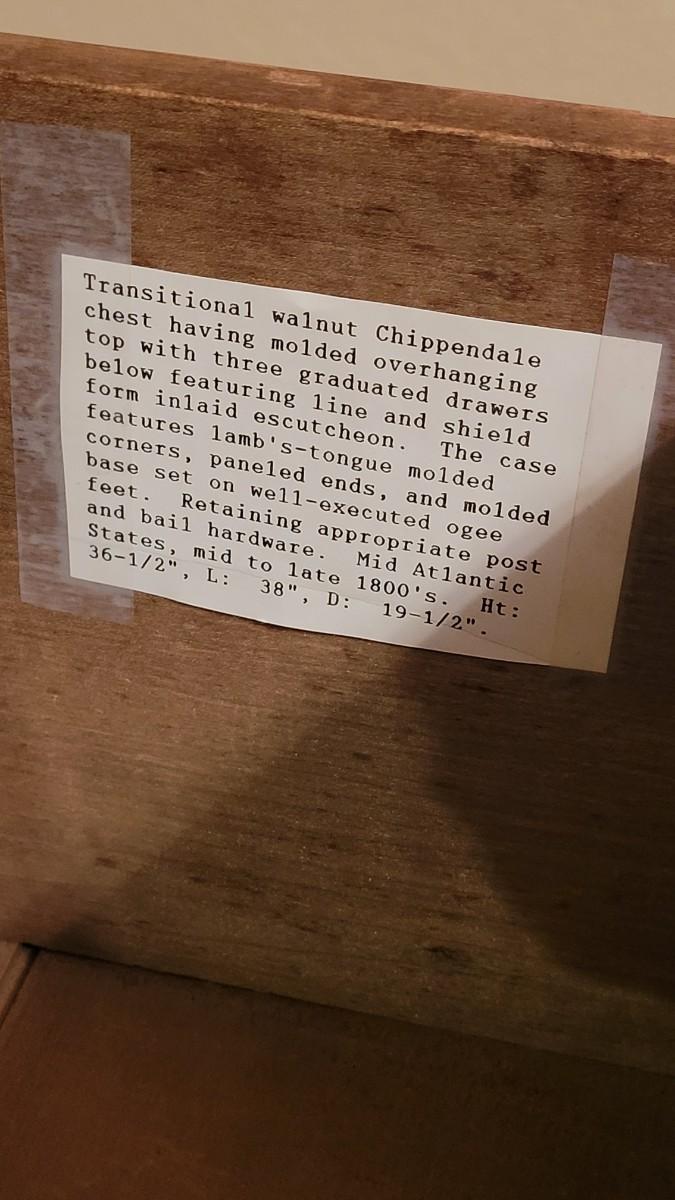 Transitional walnut Chippendale
chest having molded overhanging
top with three graduated drawers
below featuring line and shield
form inlaid escutcheon.  The case
features lamb's-tongue molded
corners, paneled ends, and molded
base set on well-executed ogee
feet.  Retaining appropriate post
and bail hardware.  Mid Atlantic
States, mid to late 1800's.  Ht:
36-1/2", L:  38", D:  19-1/2".